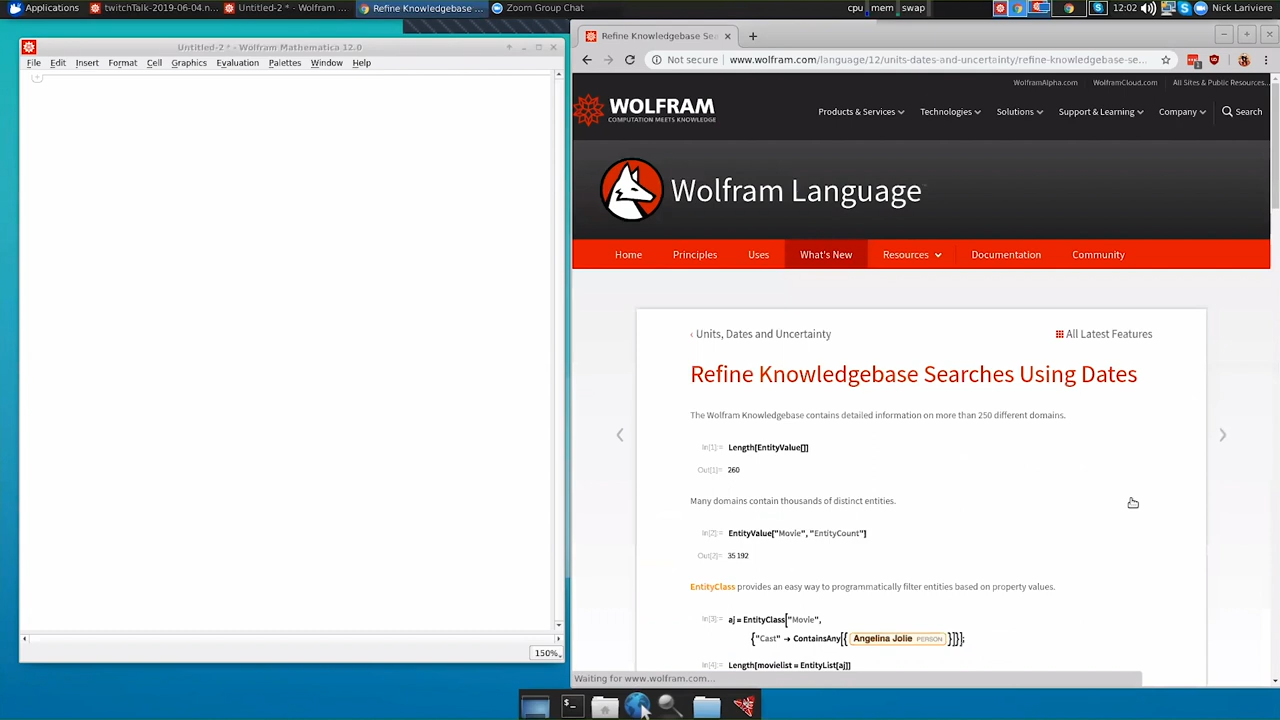 Applications
twitchTalk-2019-06-04.n...
Untitled-2 * - Wolfram ...
Refine Knowledgebase ...
Zoom Group Chat
cpu
mem
swap
12:02
Nick Lariviere
Untitled-2 * - Wolfram Mathematica 12.0
File Edit Insert Format Cell Graphics Evaluation Palettes Window Help
150%
Refine Knowledgebase Sea
Not secure www.wolfram.com/language/12/units-dates-and-uncertainty/refine-knowledgebase-se...
WolframAlpha.com WolframCloud.com All Sites & Public Resources...
WOLFRAM
COMPUTATION MEETS KNOWLEDGE
Products & Services Technologies Solutions Support & Learning Company Search
Wolfram Language
Home Principles Uses What's New Resources Documentation Community
‹ Units, Dates and Uncertainty
All Latest Features
Refine Knowledgebase Searches Using Dates
The Wolfram Knowledgebase contains detailed information on more than 250 different domains.
In[1]:= Length[EntityValue[]]
Out[1]= 260
Many domains contain thousands of distinct entities.
In[2]:= EntityValue["Movie", "EntityCount"]
Out[2]= 35 192
EntityClass provides an easy way to programmatically filter entities based on property values.
In[3]:= aj = EntityClass["Movie",
{"Cast" → ContainsAny[{ Angelina Jolie PERSON }]}];
In[4]:= Length[movielist = EntityList[aj]]
Waiting for www.wolfram.com...